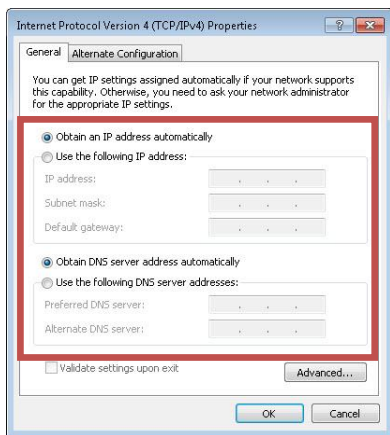 Internet Protocol Version 4 (TCP/IPv4) Properties
General
Alternate Configuration
You can get IP settings assigned automatically if your network supports
this capability. Otherwise, you need to ask your network administrator
for the appropriate IP settings.
Obtain an IP address automatically
Use the following IP address:
IP address:
Subnet mask:
Default gateway:
Obtain DNS server address automatically
Use the following DNS server addresses:
Preferred DNS server:
Alternate DNS server:
Validate settings upon exit
Advanced...
OK
Cancel